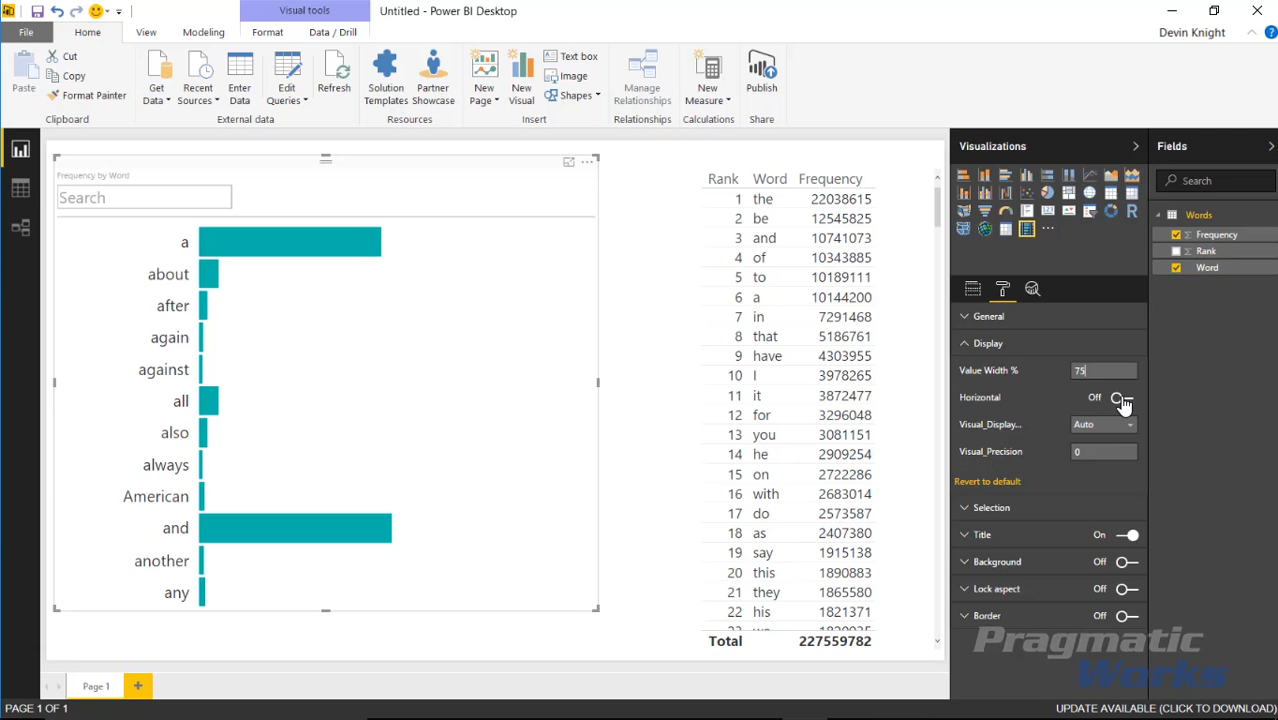 Visual tools
Untitled - Power BI Desktop
File
Home
View
Modeling
Format
Data / Drill
Devin Knight
Paste
Cut
Copy
Format Painter
Clipboard
Get Data
Recent Sources
Enter Data
Edit Queries
Refresh
External data
Solution Templates
Partner Showcase
Resources
New Page
New Visual
Text box
Image
Shapes
Insert
Manage Relationships
Relationships
New Measure
Calculations
Publish
Share
Frequency by Word
Search
a
about
after
again
against
all
also
always
American
and
another
any
Rank Word Frequency
1 the 22038615
2 be 12545825
3 and 10741073
4 of 10343885
5 to 10189111
6 a 10144200
7 in 7291468
8 that 5186761
9 have 4303955
10 I 3978265
11 it 3872477
12 for 3296048
13 you 3081151
14 he 2909254
15 on 2722286
16 with 2683014
17 do 2573587
18 as 2407380
19 say 1915138
20 this 1890883
21 they 1865580
22 his 1821371
Total 227559782
Visualizations
R
General
Display
Value Width % 75
Horizontal Off
Visual_Display... Auto
Visual_Precision 0
Revert to default
Selection
Title On
Background Off
Lock aspect Off
Border Off
Fields
Search
Words
Frequency
Rank
Word
Pragmatic Works
Page 1
PAGE 1 OF 1
UPDATE AVAILABLE (CLICK TO DOWNLOAD)